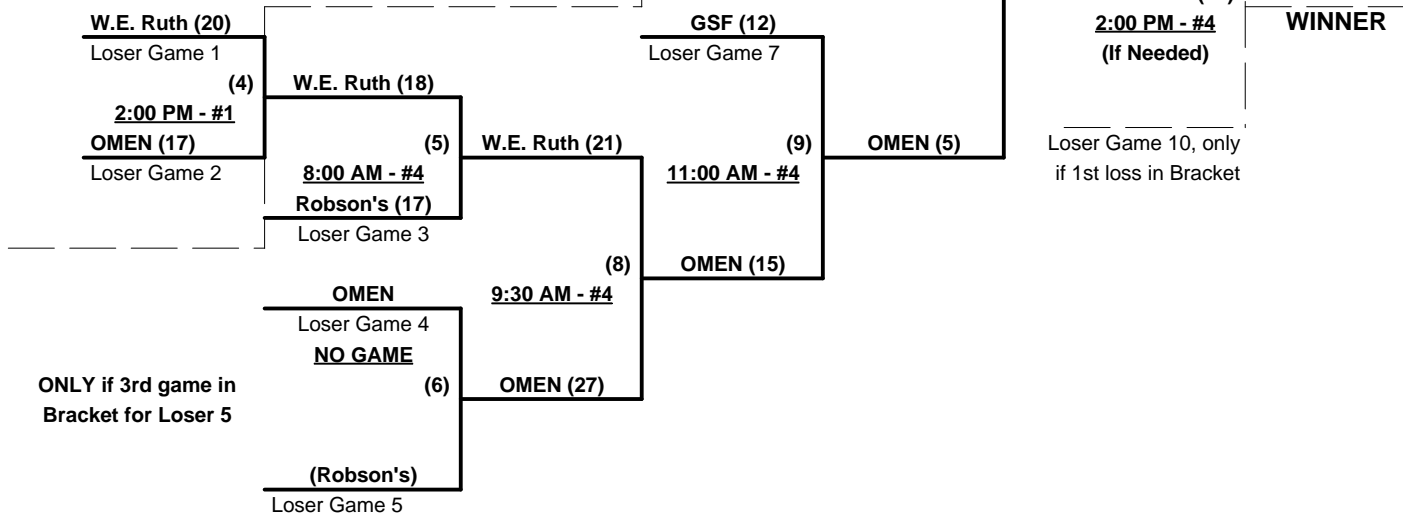 W.E. Ruth (20)
Loser Game 1
(4)
2:00 PM - #1
OMEN (17)
Loser Game 2
W.E. Ruth (18)
(5)
8:00 AM - #4
Robson's (17)
Loser Game 3
W.E. Ruth (21)
(8)
9:30 AM - #4
OMEN
Loser Game 4
NO GAME
(6)
ONLY if 3rd game in
Bracket for Loser 5
OMEN (27)
(Robson's)
Loser Game 5
GSF (12)
Loser Game 7
(9)
11:00 AM - #4
OMEN (15)
OMEN (5)
2:00 PM - #4
(If Needed)
Loser Game 10, only
if 1st loss in Bracket
WINNER